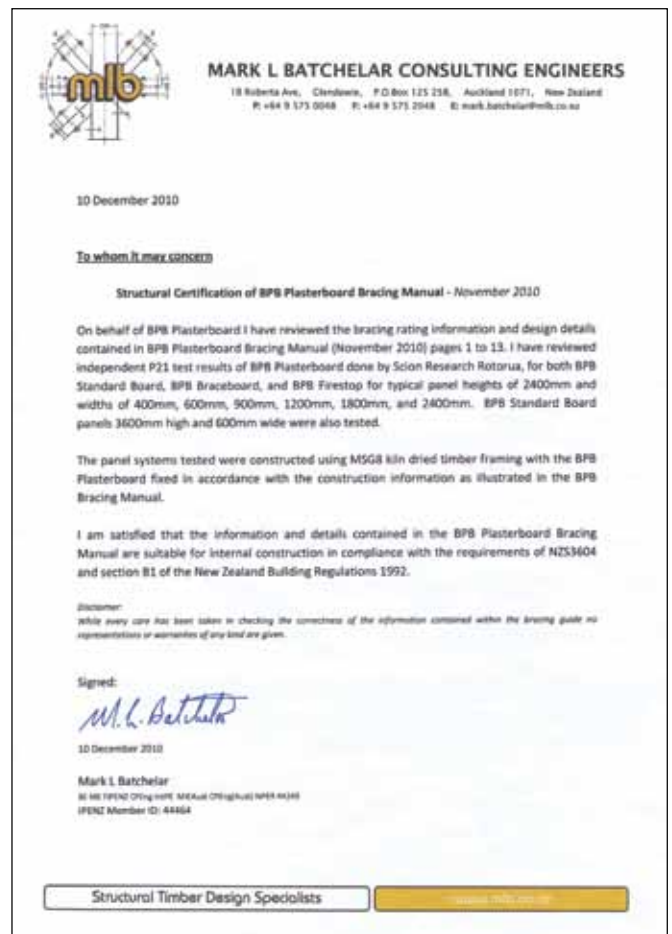 mlb
MARK L BATCHELAR CONSULTING ENGINEERS
18 Roberta Ave, Glendowie, P.O.Box 125 258, Auckland 1071, New Zealand
P: +64 9 575 0048 F: +64 9 575 2048 E: mark.batchelar@mlb.co.nz
10 December 2010
To whom it may concern
Structural Certification of BPB Plasterboard Bracing Manual - November 2010
On behalf of BPB Plasterboard I have reviewed the bracing rating information and design details
contained in BPB Plasterboard Bracing Manual (November 2010) pages 1 to 13. I have reviewed
independent P21 test results of BPB Plasterboard done by Scion Research Rotorua, for both BPB
Standard Board, BPB Braceboard, and BPB Firestop for typical panel heights of 2400mm and
widths of 400mm, 600mm, 900mm, 1200mm, 1800mm, and 2400mm. BPB Standard Board
panels 3600mm high and 600mm wide were also tested.
The panel systems tested were constructed using MSG8 kiln dried timber framing with the BPB
Plasterboard fixed in accordance with the construction information as illustrated in the BPB
Bracing Manual.
I am satisfied that the information and details contained in the BPB Plasterboard Bracing
Manual are suitable for internal construction in compliance with the requirements of NZS3604
and section B1 of the New Zealand Building Regulations 1992.
Disclaimer:
While every care has been taken in checking the correctness of the information contained within the bracing guide no
representations or warranties of any kind are given.
Signed:
M. L. Batchelar
10 December 2010
Mark L Batchelar
IPENZ Member ID: 44464
Structural Timber Design Specialists